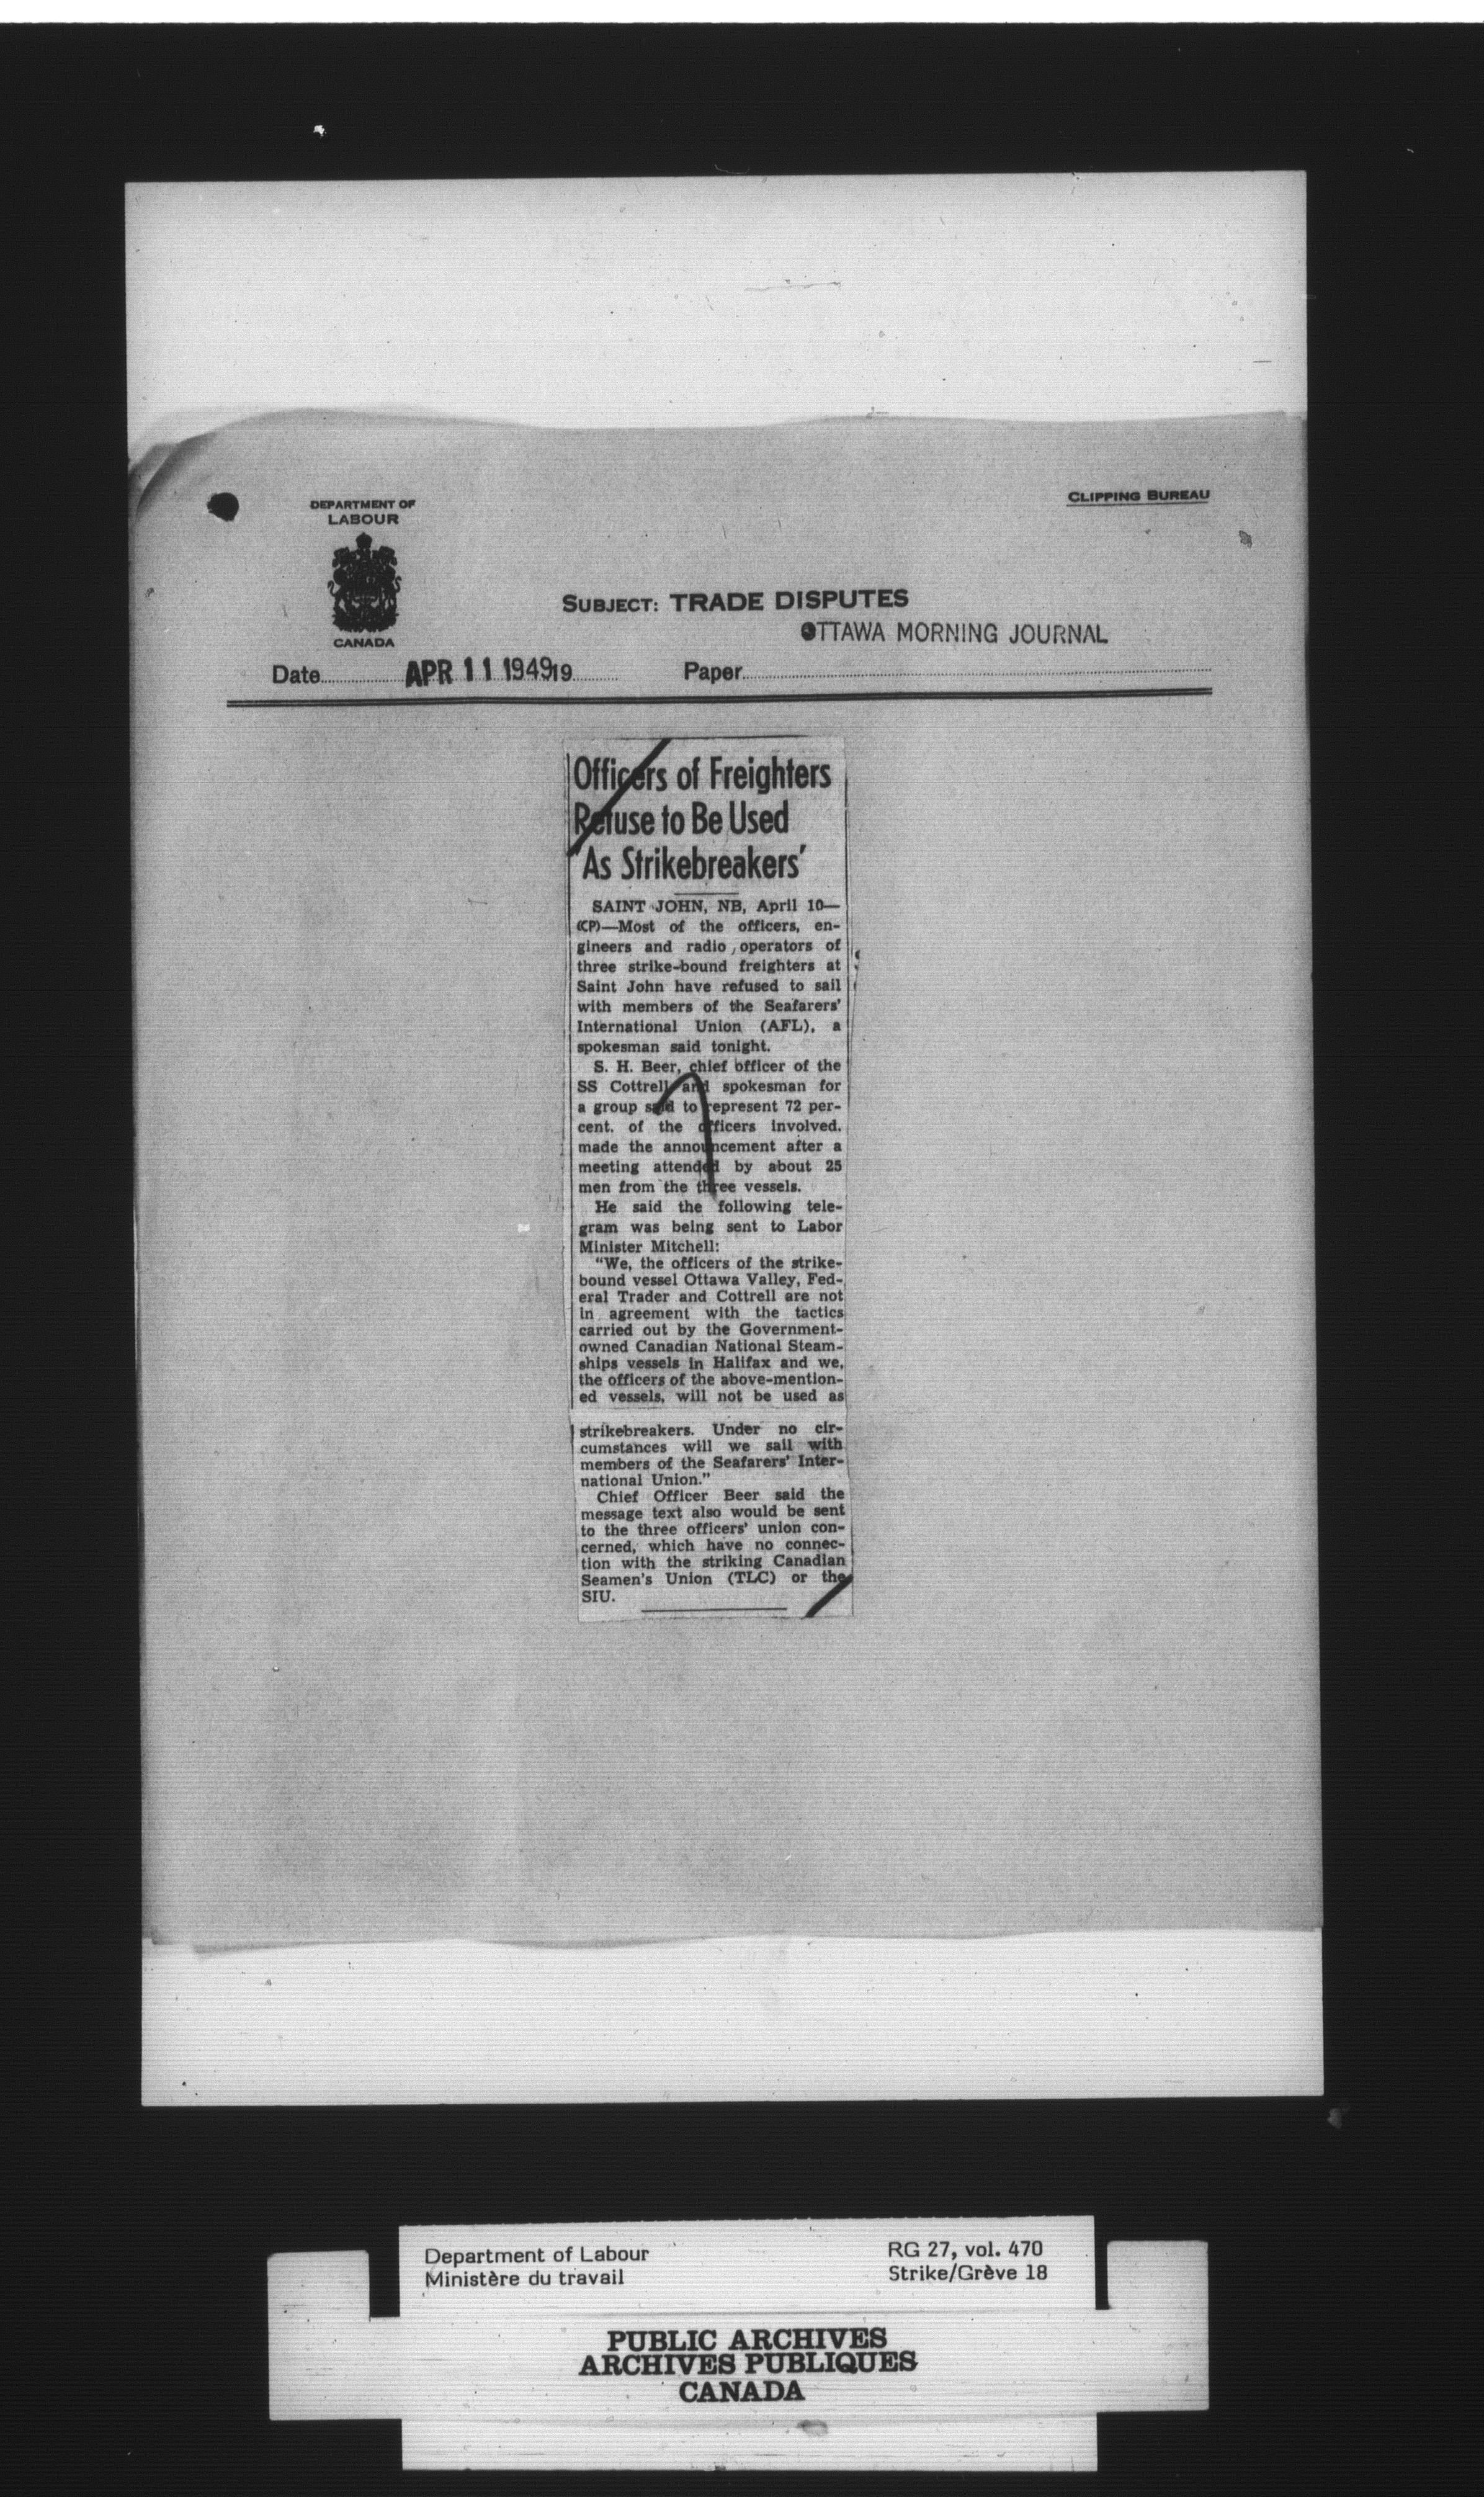 DEPARTMENT OF
LABOUR
CANADA
CLIPPING BUREAU
SUBJECT: TRADE DISPUTES
OTTAWA MORNING JOURNAL
Date APR 11 1949 19 Paper
Officers of Freighters
Refuse to Be Used
'As Strikebreakers'
SAINT JOHN, NB, April 10—
(CP)—Most of the officers, en-
gineers and radio operators of
three strike-bound freighters at
Saint John have refused to sail
with members of the Seafarers'
International Union (AFL), a
spokesman said tonight.
S. H. Beer, chief officer of the
SS Cottrell and spokesman for
a group said to represent 72 per-
cent. of the officers involved,
made the announcement after a
meeting attended by about 25
men from the three vessels.
He said the following tele-
gram was being sent to Labor
Minister Mitchell:
"We, the officers of the strike-
bound vessel Ottawa Valley, Fed-
eral Trader and Cottrell are not
in agreement with the tactics
carried out by the Government-
owned Canadian National Steam-
ships vessels in Halifax and we,
the officers of the above-mention-
ed vessels, will not be used as
strikebreakers. Under no cir-
cumstances will we sail with
members of the Seafarers' Inter-
national Union."
Chief Officer Beer said the
message text also would be sent
to the three officers' union con-
cerned, which have no connec-
tion with the striking Canadian
Seamen's Union (TLC) or the
SIU.
Department of Labour
Ministère du travail
RG 27, vol. 470
Strike/Grève 18
PUBLIC ARCHIVES
ARCHIVES PUBLIQUES
CANADA